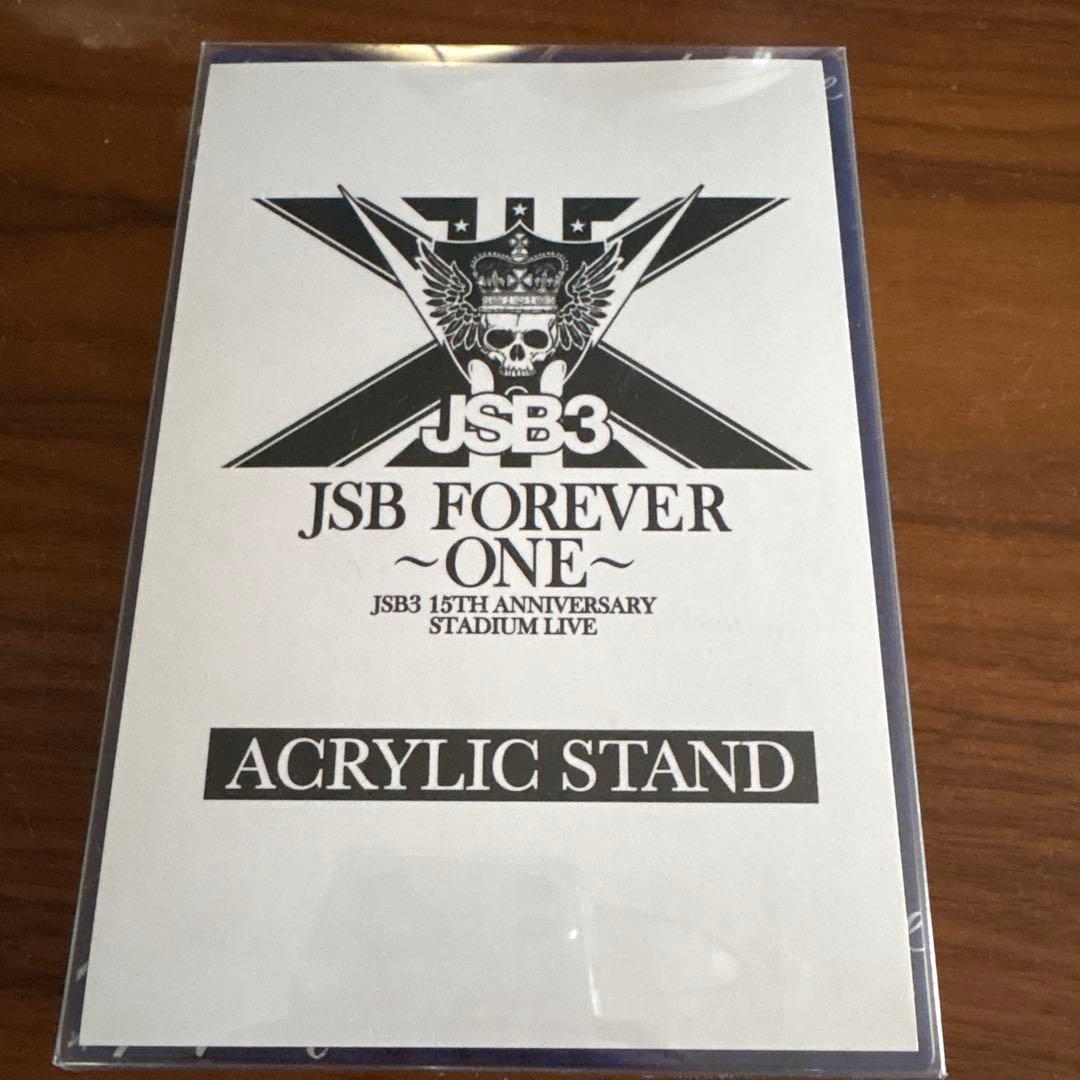 JSB3
JSB FOREVER
~ONE~
JSB3 15TH ANNIVERSARY
STADIUM LIVE
ACRYLIC STAND